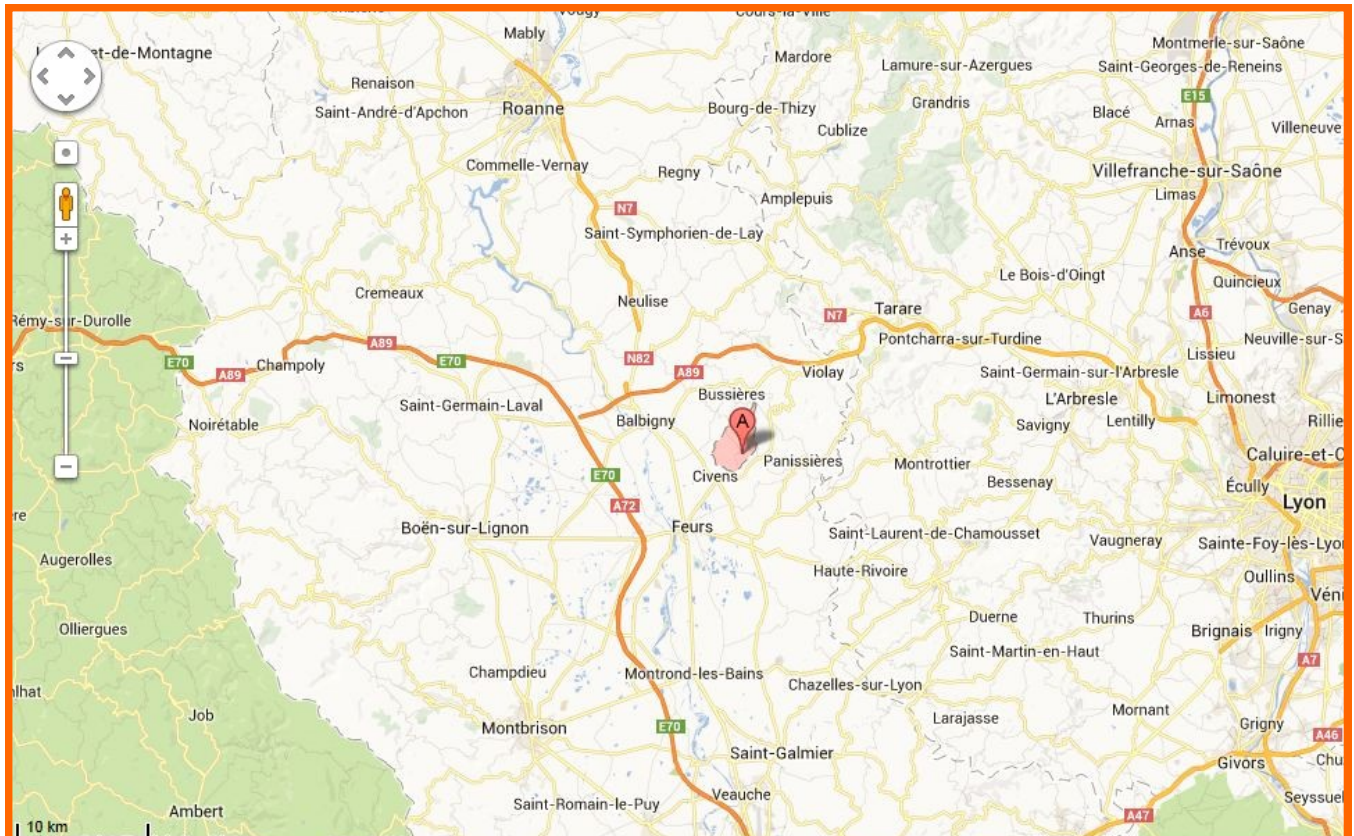 Mably
Vougy
Cours-la-Ville
et-de-Montagne
Mardore
Montmerle-sur-Saône
Renaison
Lamure-sur-Azergues
Saint-Georges-de-Reneins
E15
Saint-André-d'Apchon
Roanne
Bourg-de-Thizy
Grandris
Blacé
Arnas
Villeneuve
Cublize
Commelle-Vernay
Regny
Villefranche-sur-Saône
Amplepuis
Limas
N7
Saint-Symphorien-de-Lay
Trévoux
Anse
Le Bois-d'Oingt
Quincieux
Cremeaux
Neulise
Tarare
Genay
N7
A6
Rémy-sur-Durolle
Pontcharra-sur-Turdine
Neuville-sur-S
A89
E70
N82
Lissieu
E70
A89
Champoly
A89
Violay
Saint-Germain-sur-l'Arbresle
Bussières
L'Arbresle
Limonest
Saint-Germain-Laval
Balbigny
A
Savigny
Lentilly
Rillie
Noirétable
Panissières
Montrottier
Caluire-et-C
E70
Civens
Bessenay
Écully
A72
Lyon
Boën-sur-Lignon
Feurs
Saint-Laurent-de-Chamousset
Vaugneray
Sainte-Foy-lès-Lyo
Augerolles
Haute-Rivoire
Oullins
Véni
Olliergues
Duerne
Thurins
Brignais
Irigny
Saint-Martin-en-Haut
A7
Champdieu
Montrond-les-Bains
Chazelles-sur-Lyon
Job
Mornant
Montbrison
E70
Larajasse
Grigny
A46
Saint-Galmier
Givors
Chu
Veauche
Seyssuel
Saint-Romain-le-Puy
Ambert
A47
10 km